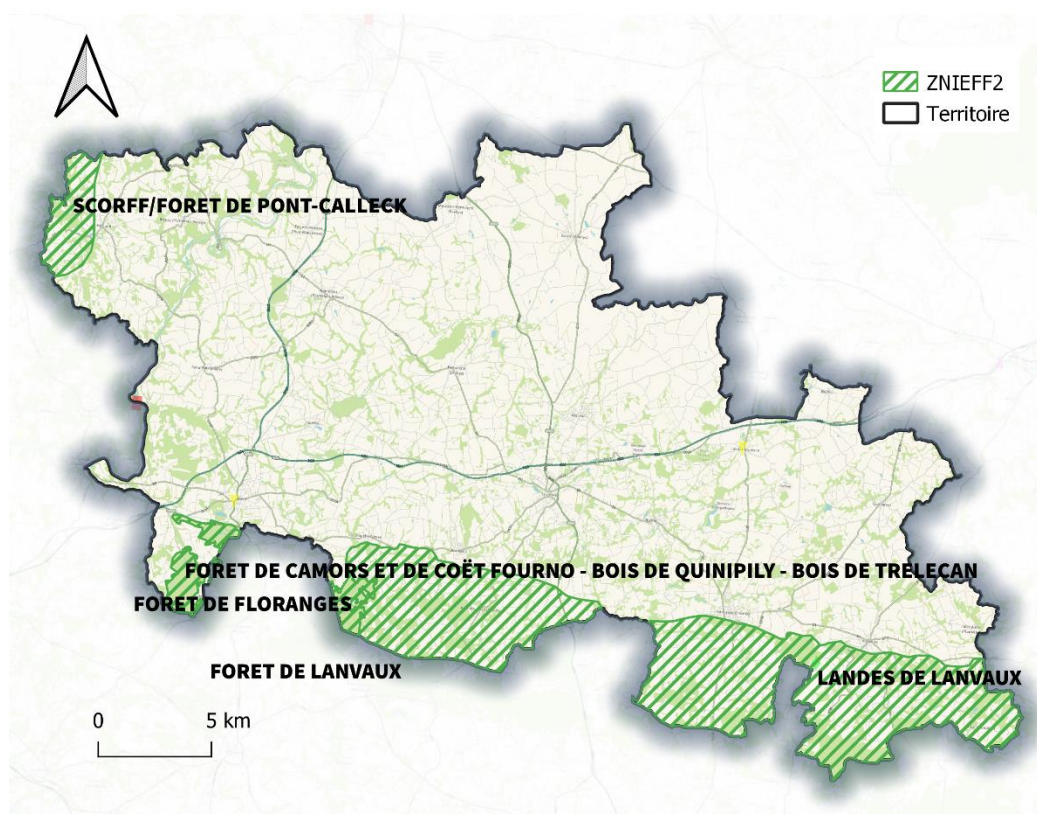 ZNIEFF2
Territoire
SCORFF/FORET DE PONT-CALLECK
FORET DE CAMORS ET DE COËT FOURNO - BOIS DE QUINIPILY - BOIS DE TRELECAN
FORET DE FLORANGES
FORET DE LANVAUX
LANDES DE LANVAUX
0 5 km